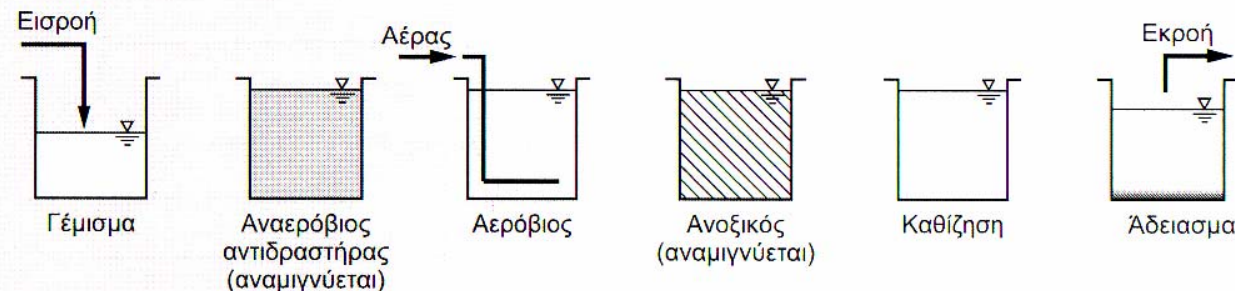 Εισροή
Αέρας
Εκροή
Γέμισμα
Αναερόβιος
αντιδραστήρας
(αναμιγνύεται)
Αερόβιος
Ανοξικός
(αναμιγνύεται)
Καθίζηση
Άδειασμα